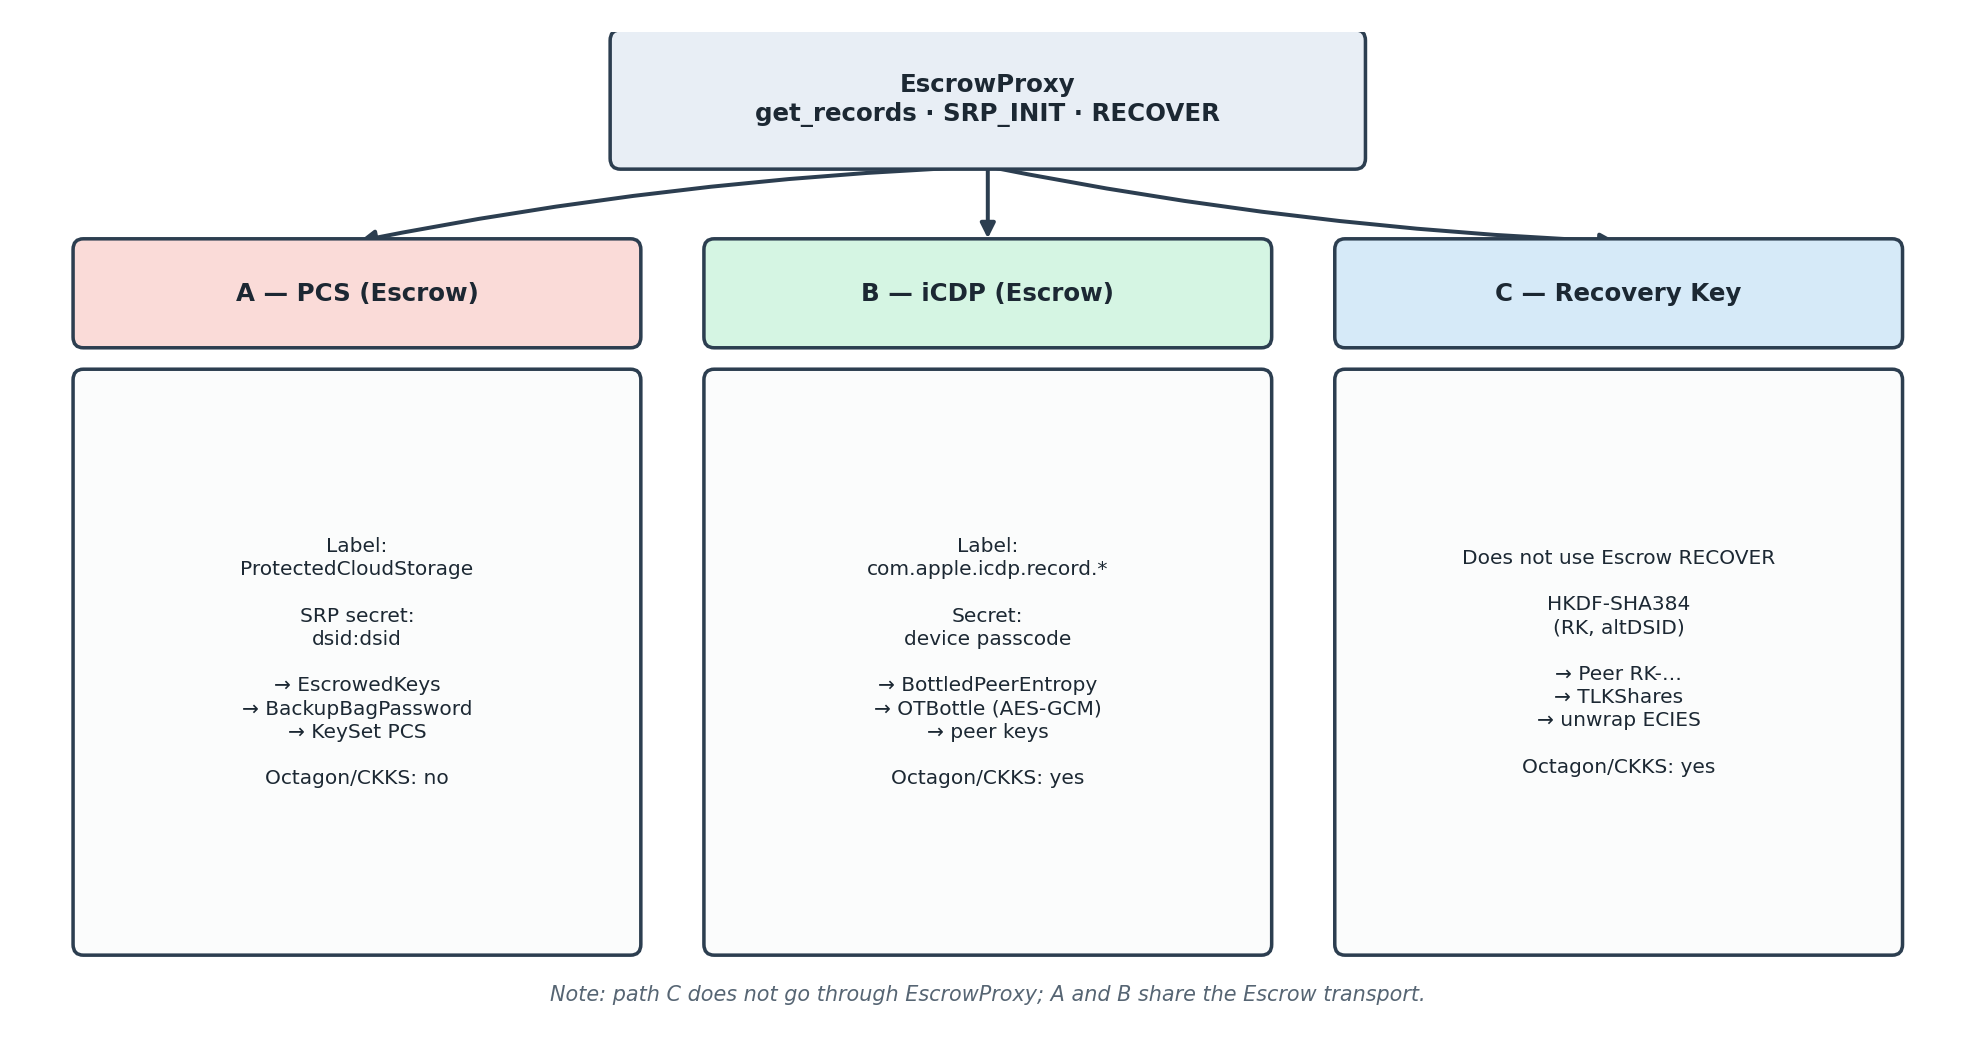 EscrowProxy
get_records · SRP_INIT · RECOVER
A — PCS (Escrow)
B — iCDP (Escrow)
C — Recovery Key
Label:
ProtectedCloudStorage
SRP secret:
dsid:dsid
→ EscrowedKeys
→ BackupBagPassword
→ KeySet PCS
Octagon/CKKS: no
Label:
com.apple.icdp.record.*
Secret:
device passcode
→ BottledPeerEntropy
→ OTBottle (AES-GCM)
→ peer keys
Octagon/CKKS: yes
Does not use Escrow RECOVER
HKDF-SHA384
(RK, altDSID)
→ Peer RK-...
→ TLKShares
→ unwrap ECIES
Octagon/CKKS: yes
Note: path C does not go through EscrowProxy; A and B share the Escrow transport.